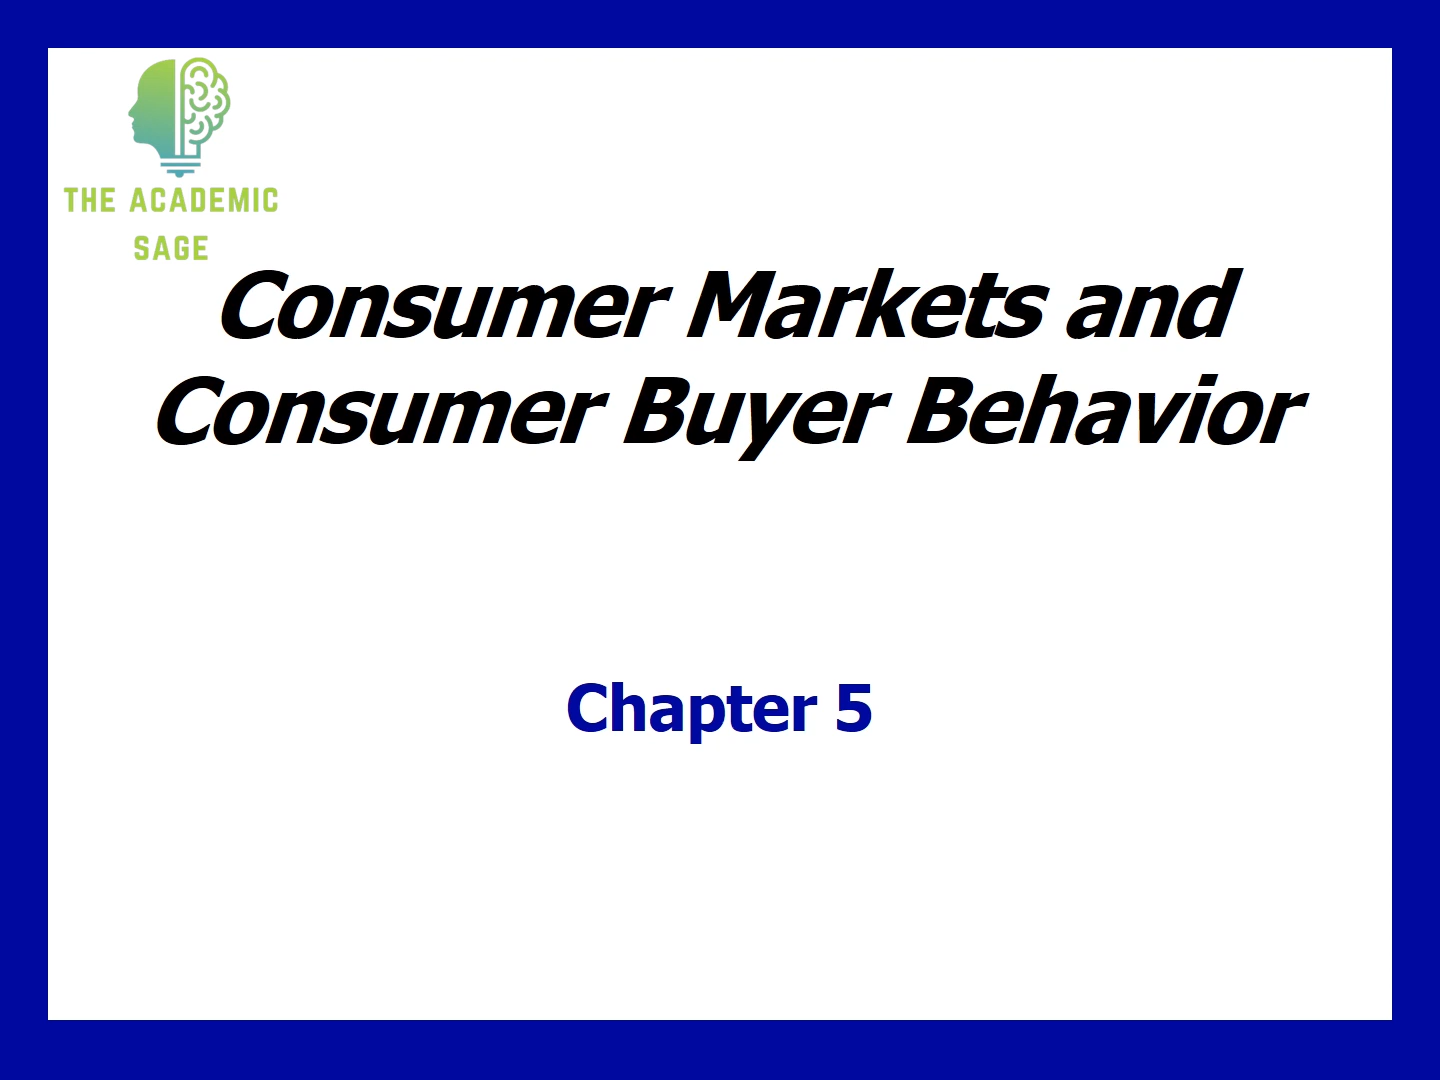 THE ACADEMIC
SAGE
Consumer Markets and
Consumer Buyer Behavior
Chapter 5